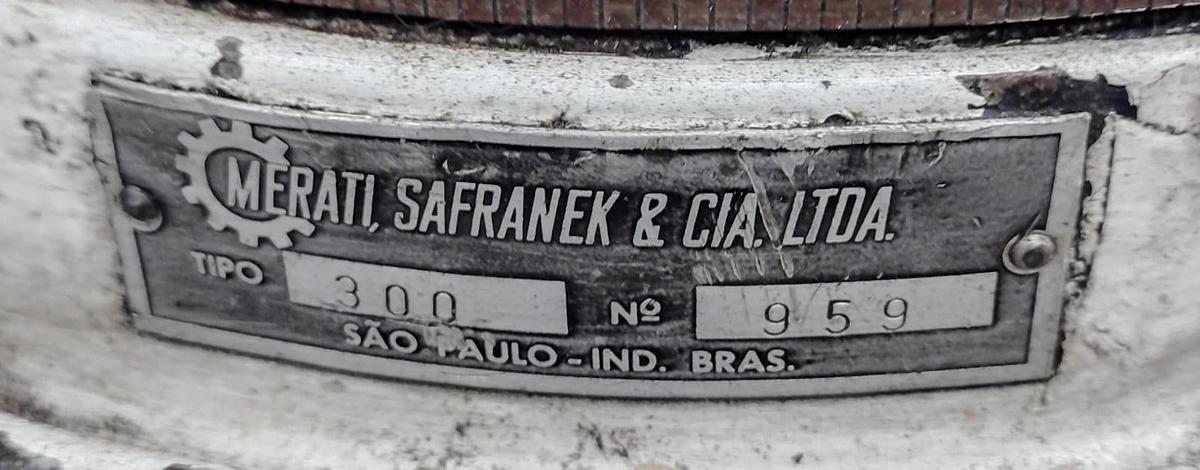 MERATI, SAFRANEK & CIA. LTDA.
TIPO 300 Nº 959
SÃO PAULO - IND. BRAS.